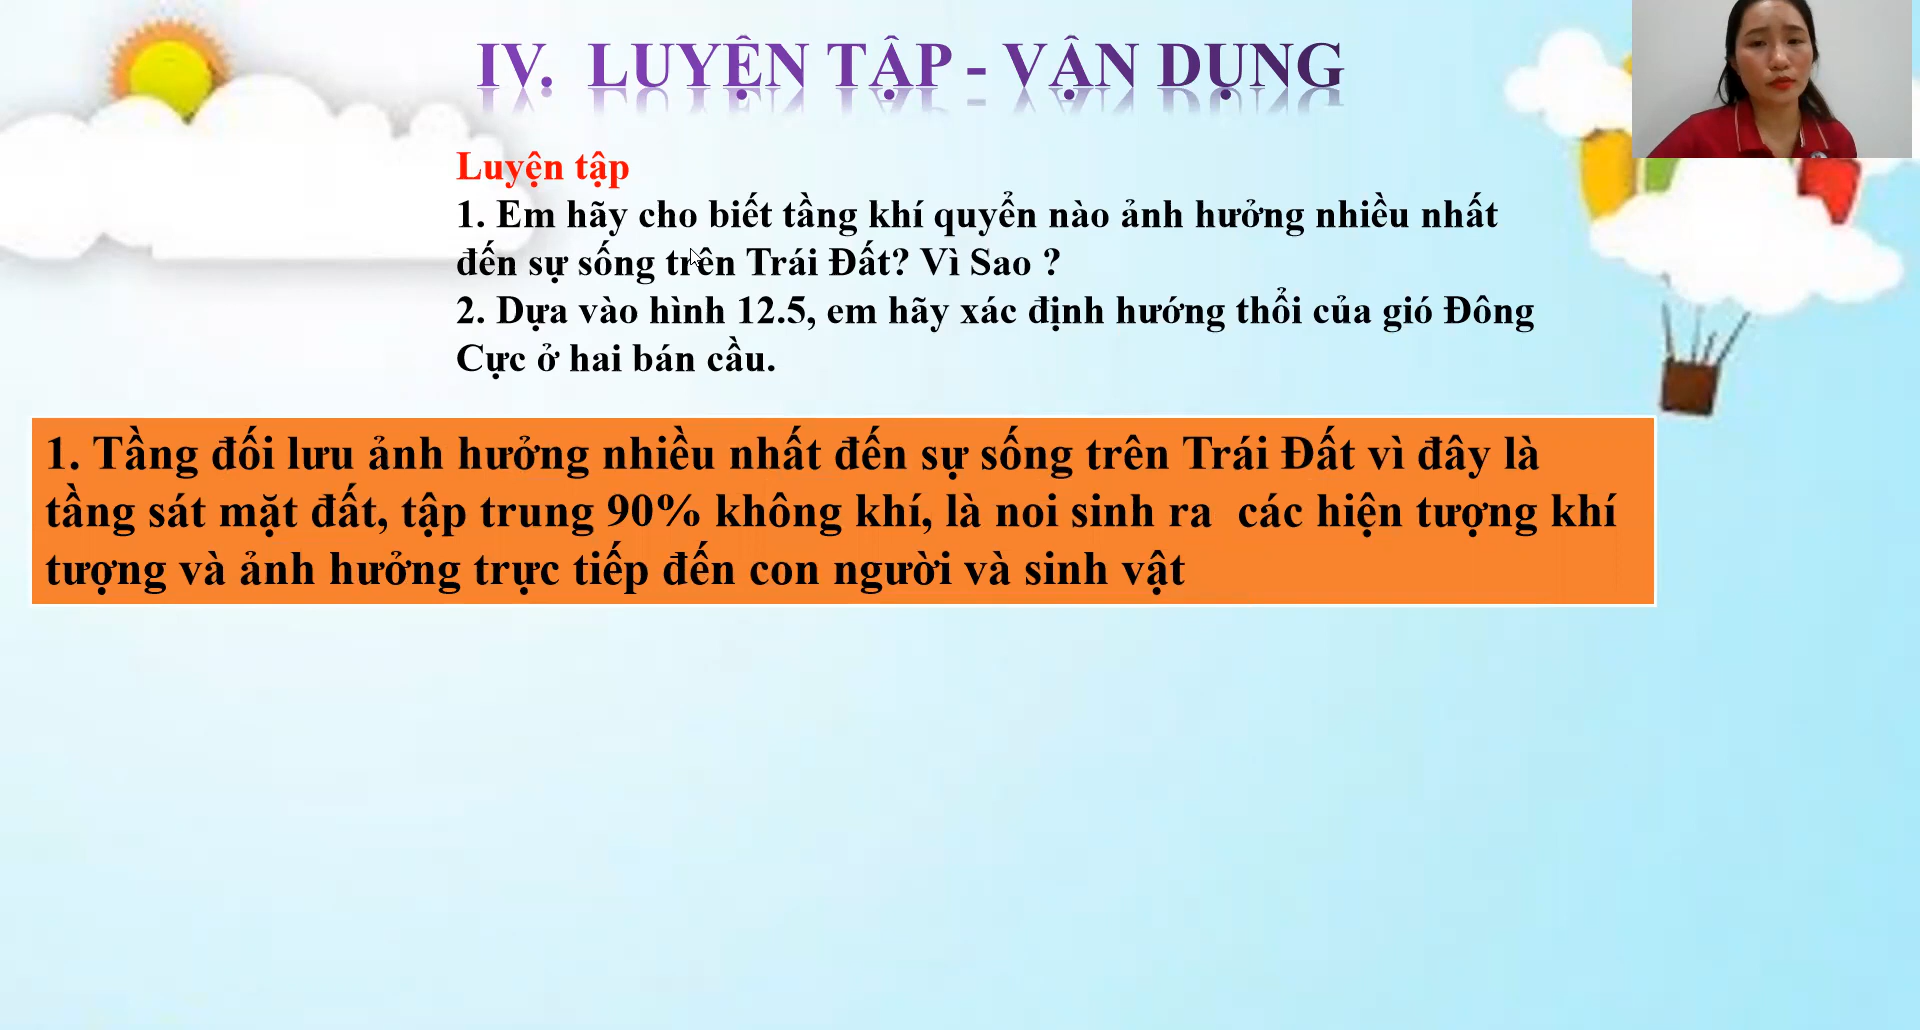 IV. LUYỆN TẬP - VẬN DỤNG
Luyện tập
1. Em hãy cho biết tầng khí quyển nào ảnh hưởng nhiều nhất
đến sự sống trên Trái Đất? Vì Sao ?
2. Dựa vào hình 12.5, em hãy xác định hướng thổi của gió Đông
Cực ở hai bán cầu.
1. Tầng đối lưu ảnh hưởng nhiều nhất đến sự sống trên Trái Đất vì đây là
tầng sát mặt đất, tập trung 90% không khí, là noi sinh ra các hiện tượng khí
tượng và ảnh hưởng trực tiếp đến con người và sinh vật